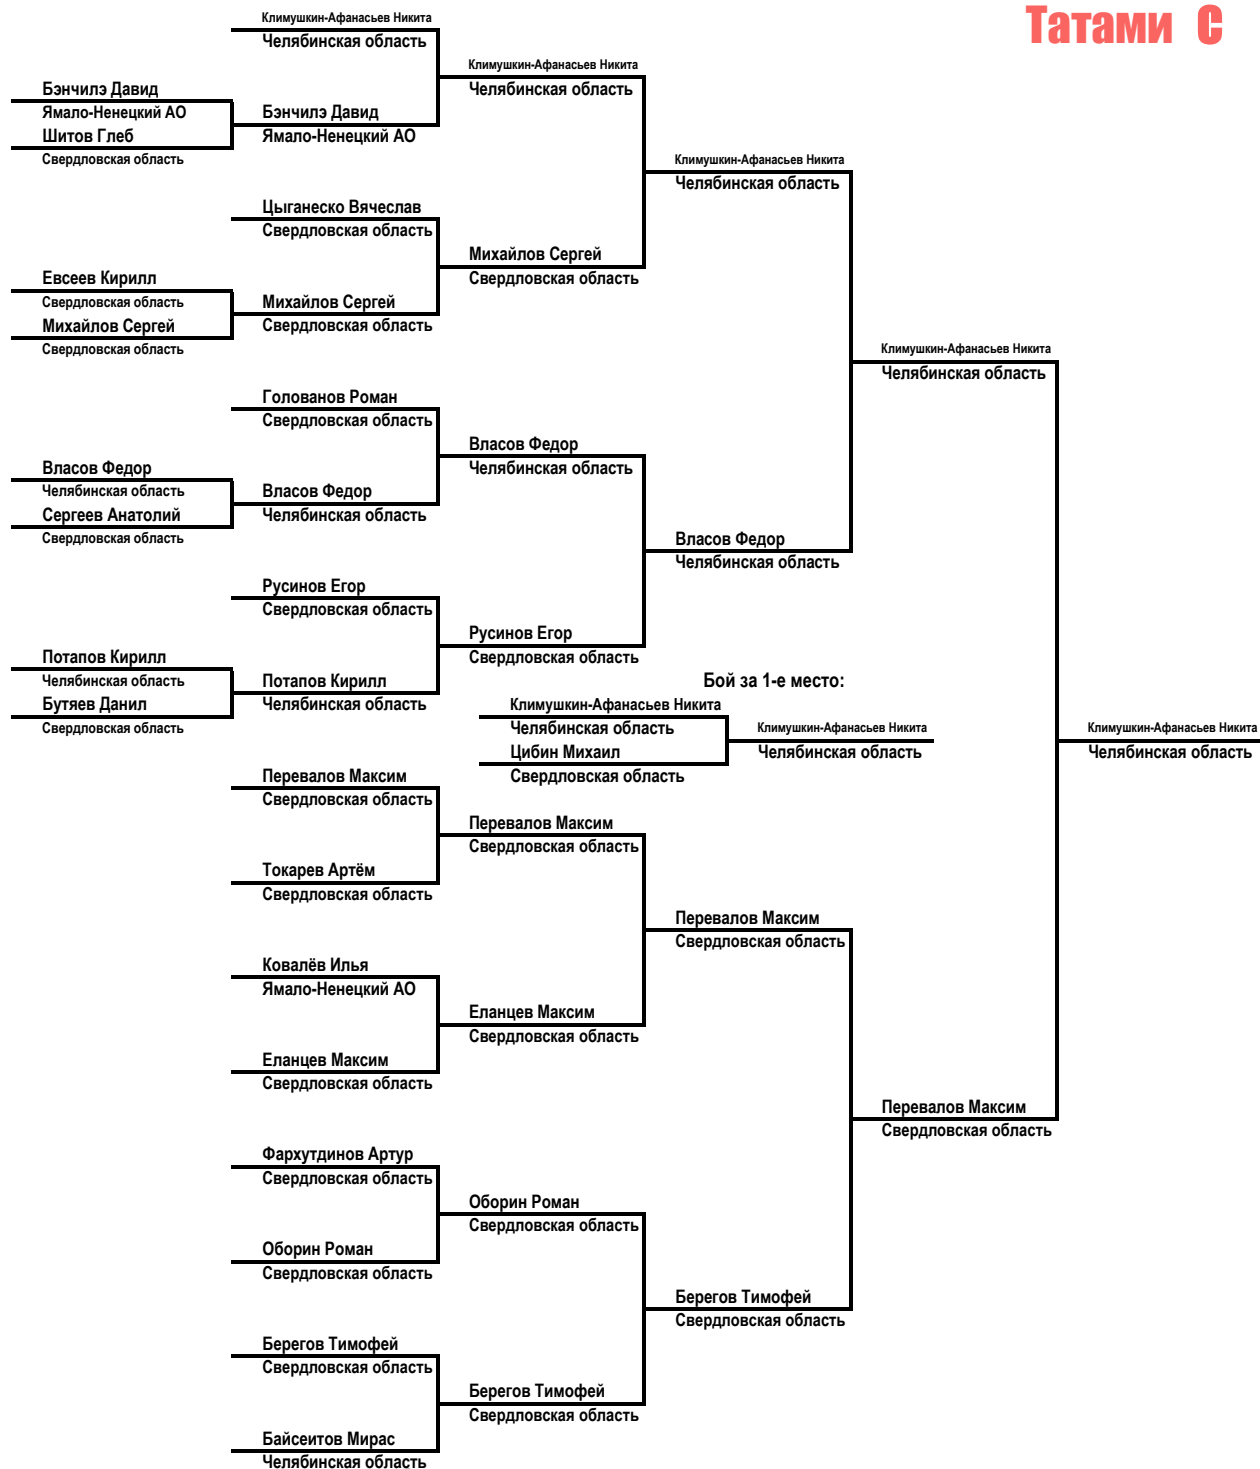 Татами С
Климушкин-Афанасьев Никита
Челябинская область
Климушкин-Афанасьев Никита
Челябинская область
Бэнчилэ Давид
Ямало-Ненецкий АО
Бэнчилэ Давид
Ямало-Ненецкий АО
Шитов Глеб
Свердловская область
Климушкин-Афанасьев Никита
Челябинская область
Цыганеско Вячеслав
Свердловская область
Михайлов Сергей
Свердловская область
Евсеев Кирилл
Свердловская область
Михайлов Сергей
Свердловская область
Михайлов Сергей
Свердловская область
Климушкин-Афанасьев Никита
Челябинская область
Голованов Роман
Свердловская область
Власов Федор
Челябинская область
Власов Федор
Челябинская область
Власов Федор
Челябинская область
Сергеев Анатолий
Свердловская область
Власов Федор
Челябинская область
Русинов Егор
Свердловская область
Русинов Егор
Свердловская область
Потапов Кирилл
Челябинская область
Потапов Кирилл
Челябинская область
Бутяев Данил
Свердловская область
Бой за 1-е место:
Климушкин-Афанасьев Никита
Челябинская область
Цибин Михаил
Свердловская область
Климушкин-Афанасьев Никита
Челябинская область
Климушкин-Афанасьев Никита
Челябинская область
Перевалов Максим
Свердловская область
Перевалов Максим
Свердловская область
Токарев Артём
Свердловская область
Перевалов Максим
Свердловская область
Ковалёв Илья
Ямало-Ненецкий АО
Еланцев Максим
Свердловская область
Еланцев Максим
Свердловская область
Перевалов Максим
Свердловская область
Фархутдинов Артур
Свердловская область
Оборин Роман
Свердловская область
Оборин Роман
Свердловская область
Берегов Тимофей
Свердловская область
Берегов Тимофей
Свердловская область
Берегов Тимофей
Свердловская область
Байсеитов Мирас
Челябинская область